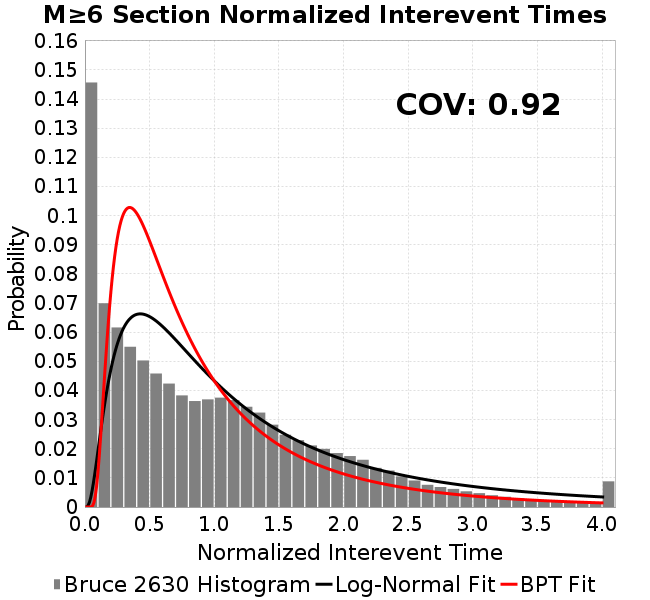 M≥6 Section Normalized Interevent Times
COV: 0.92
Probability
0.16
0.15
0.14
0.13
0.12
0.11
0.1
0.09
0.08
0.07
0.06
0.05
0.04
0.03
0.02
0.01
0
0.0 0.5 1.0 1.5 2.0 2.5 3.0 3.5 4.0
Normalized Interevent Time
Bruce 2630 Histogram Log-Normal Fit BPT Fit